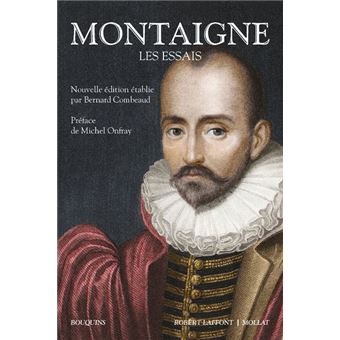 MONTAIGNE
LES ESSAIS
Nouvelle édition établie
par Bernard Combeaud
Préface
de Michel Onfray
BOUQUINS
ROBERT LAFFONT | MOLLAT